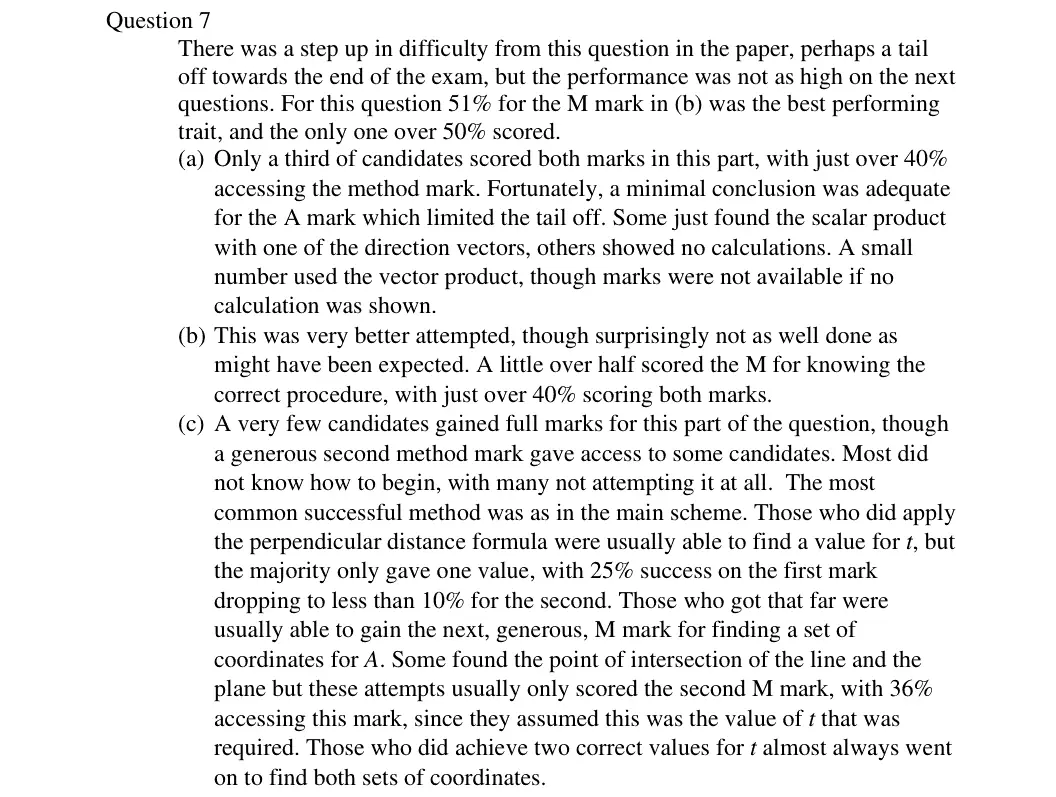 Question 7
There was a step up in difficulty from this question in the paper, perhaps a tail
off towards the end of the exam, but the performance was not as high on the next
questions. For this question 51% for the M mark in (b) was the best performing
trait, and the only one over 50% scored.
(a) Only a third of candidates scored both marks in this part, with just over 40%
accessing the method mark. Fortunately, a minimal conclusion was adequate
for the A mark which limited the tail off. Some just found the scalar product
with one of the direction vectors, others showed no calculations. A small
number used the vector product, though marks were not available if no
calculation was shown.
(b) This was very better attempted, though surprisingly not as well done as
might have been expected. A little over half scored the M for knowing the
correct procedure, with just over 40% scoring both marks.
(c) A very few candidates gained full marks for this part of the question, though
a generous second method mark gave access to some candidates. Most did
not know how to begin, with many not attempting it at all.  The most
common successful method was as in the main scheme. Those who did apply
the perpendicular distance formula were usually able to find a value for t, but
the majority only gave one value, with 25% success on the first mark
dropping to less than 10% for the second. Those who got that far were
usually able to gain the next, generous, M mark for finding a set of
coordinates for A. Some found the point of intersection of the line and the
plane but these attempts usually only scored the second M mark, with 36%
accessing this mark, since they assumed this was the value of t that was
required. Those who did achieve two correct values for t almost always went
on to find both sets of coordinates.